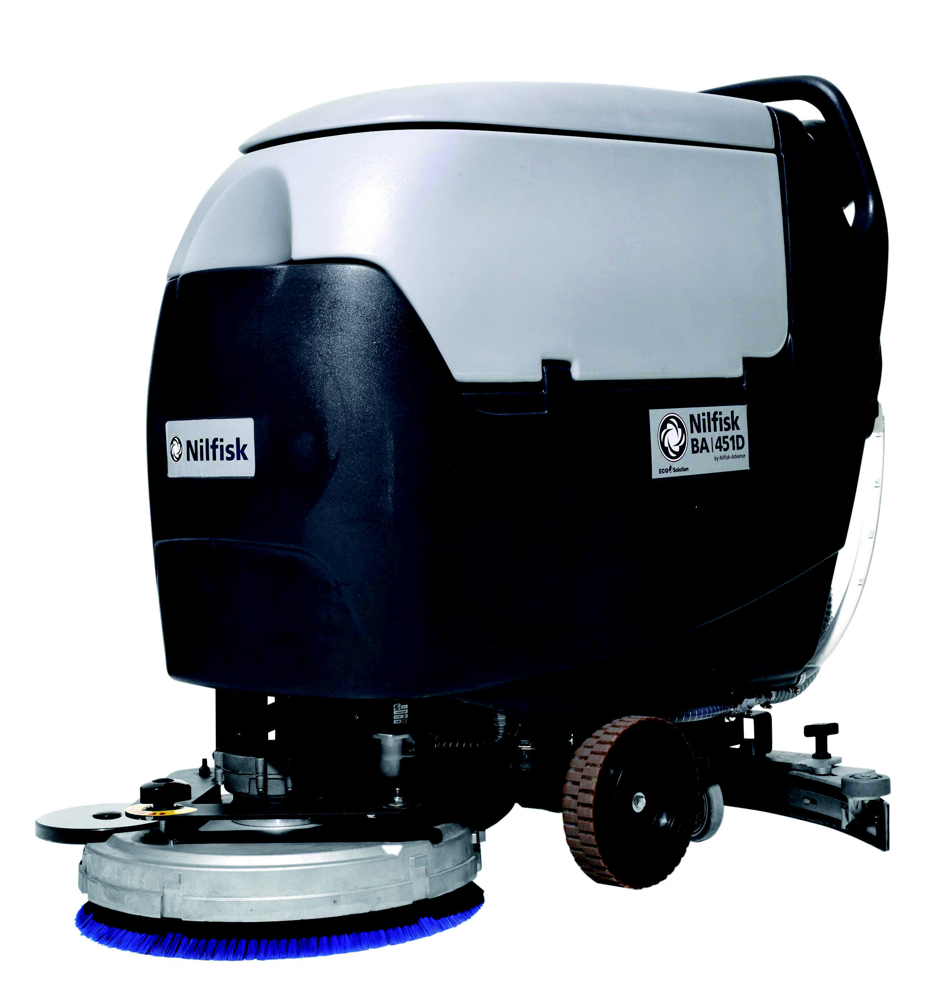 Nilfisk
Nilfisk
BA|451D
by Nilfisk-Advance
ECO Solution